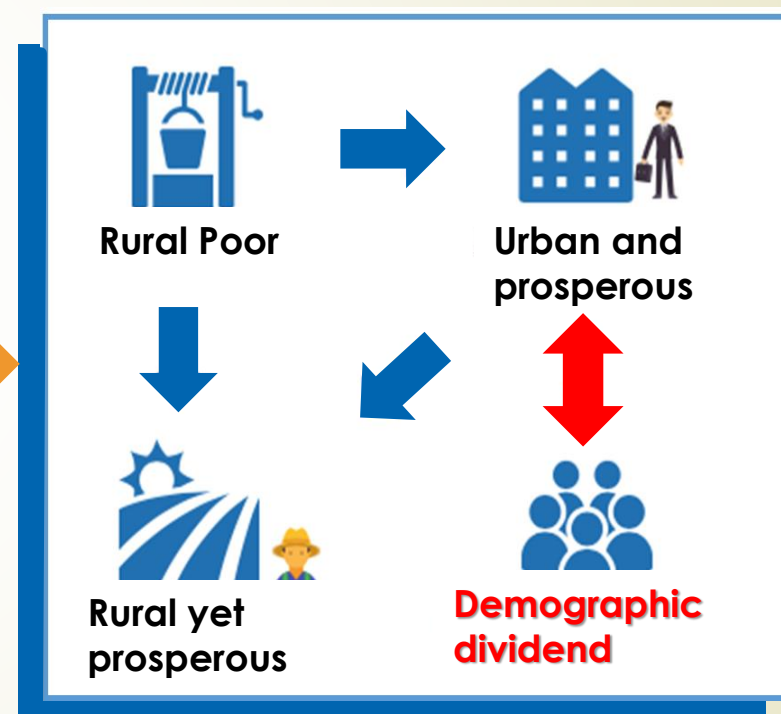 Rural Poor
Urban and
prosperous
Rural yet
prosperous
Demographic
dividend